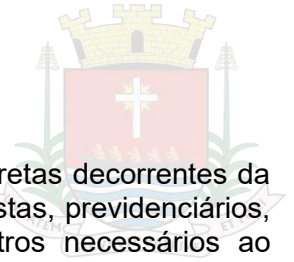 retas decorrentes da
stas, previdenciários,
tros necessários ao